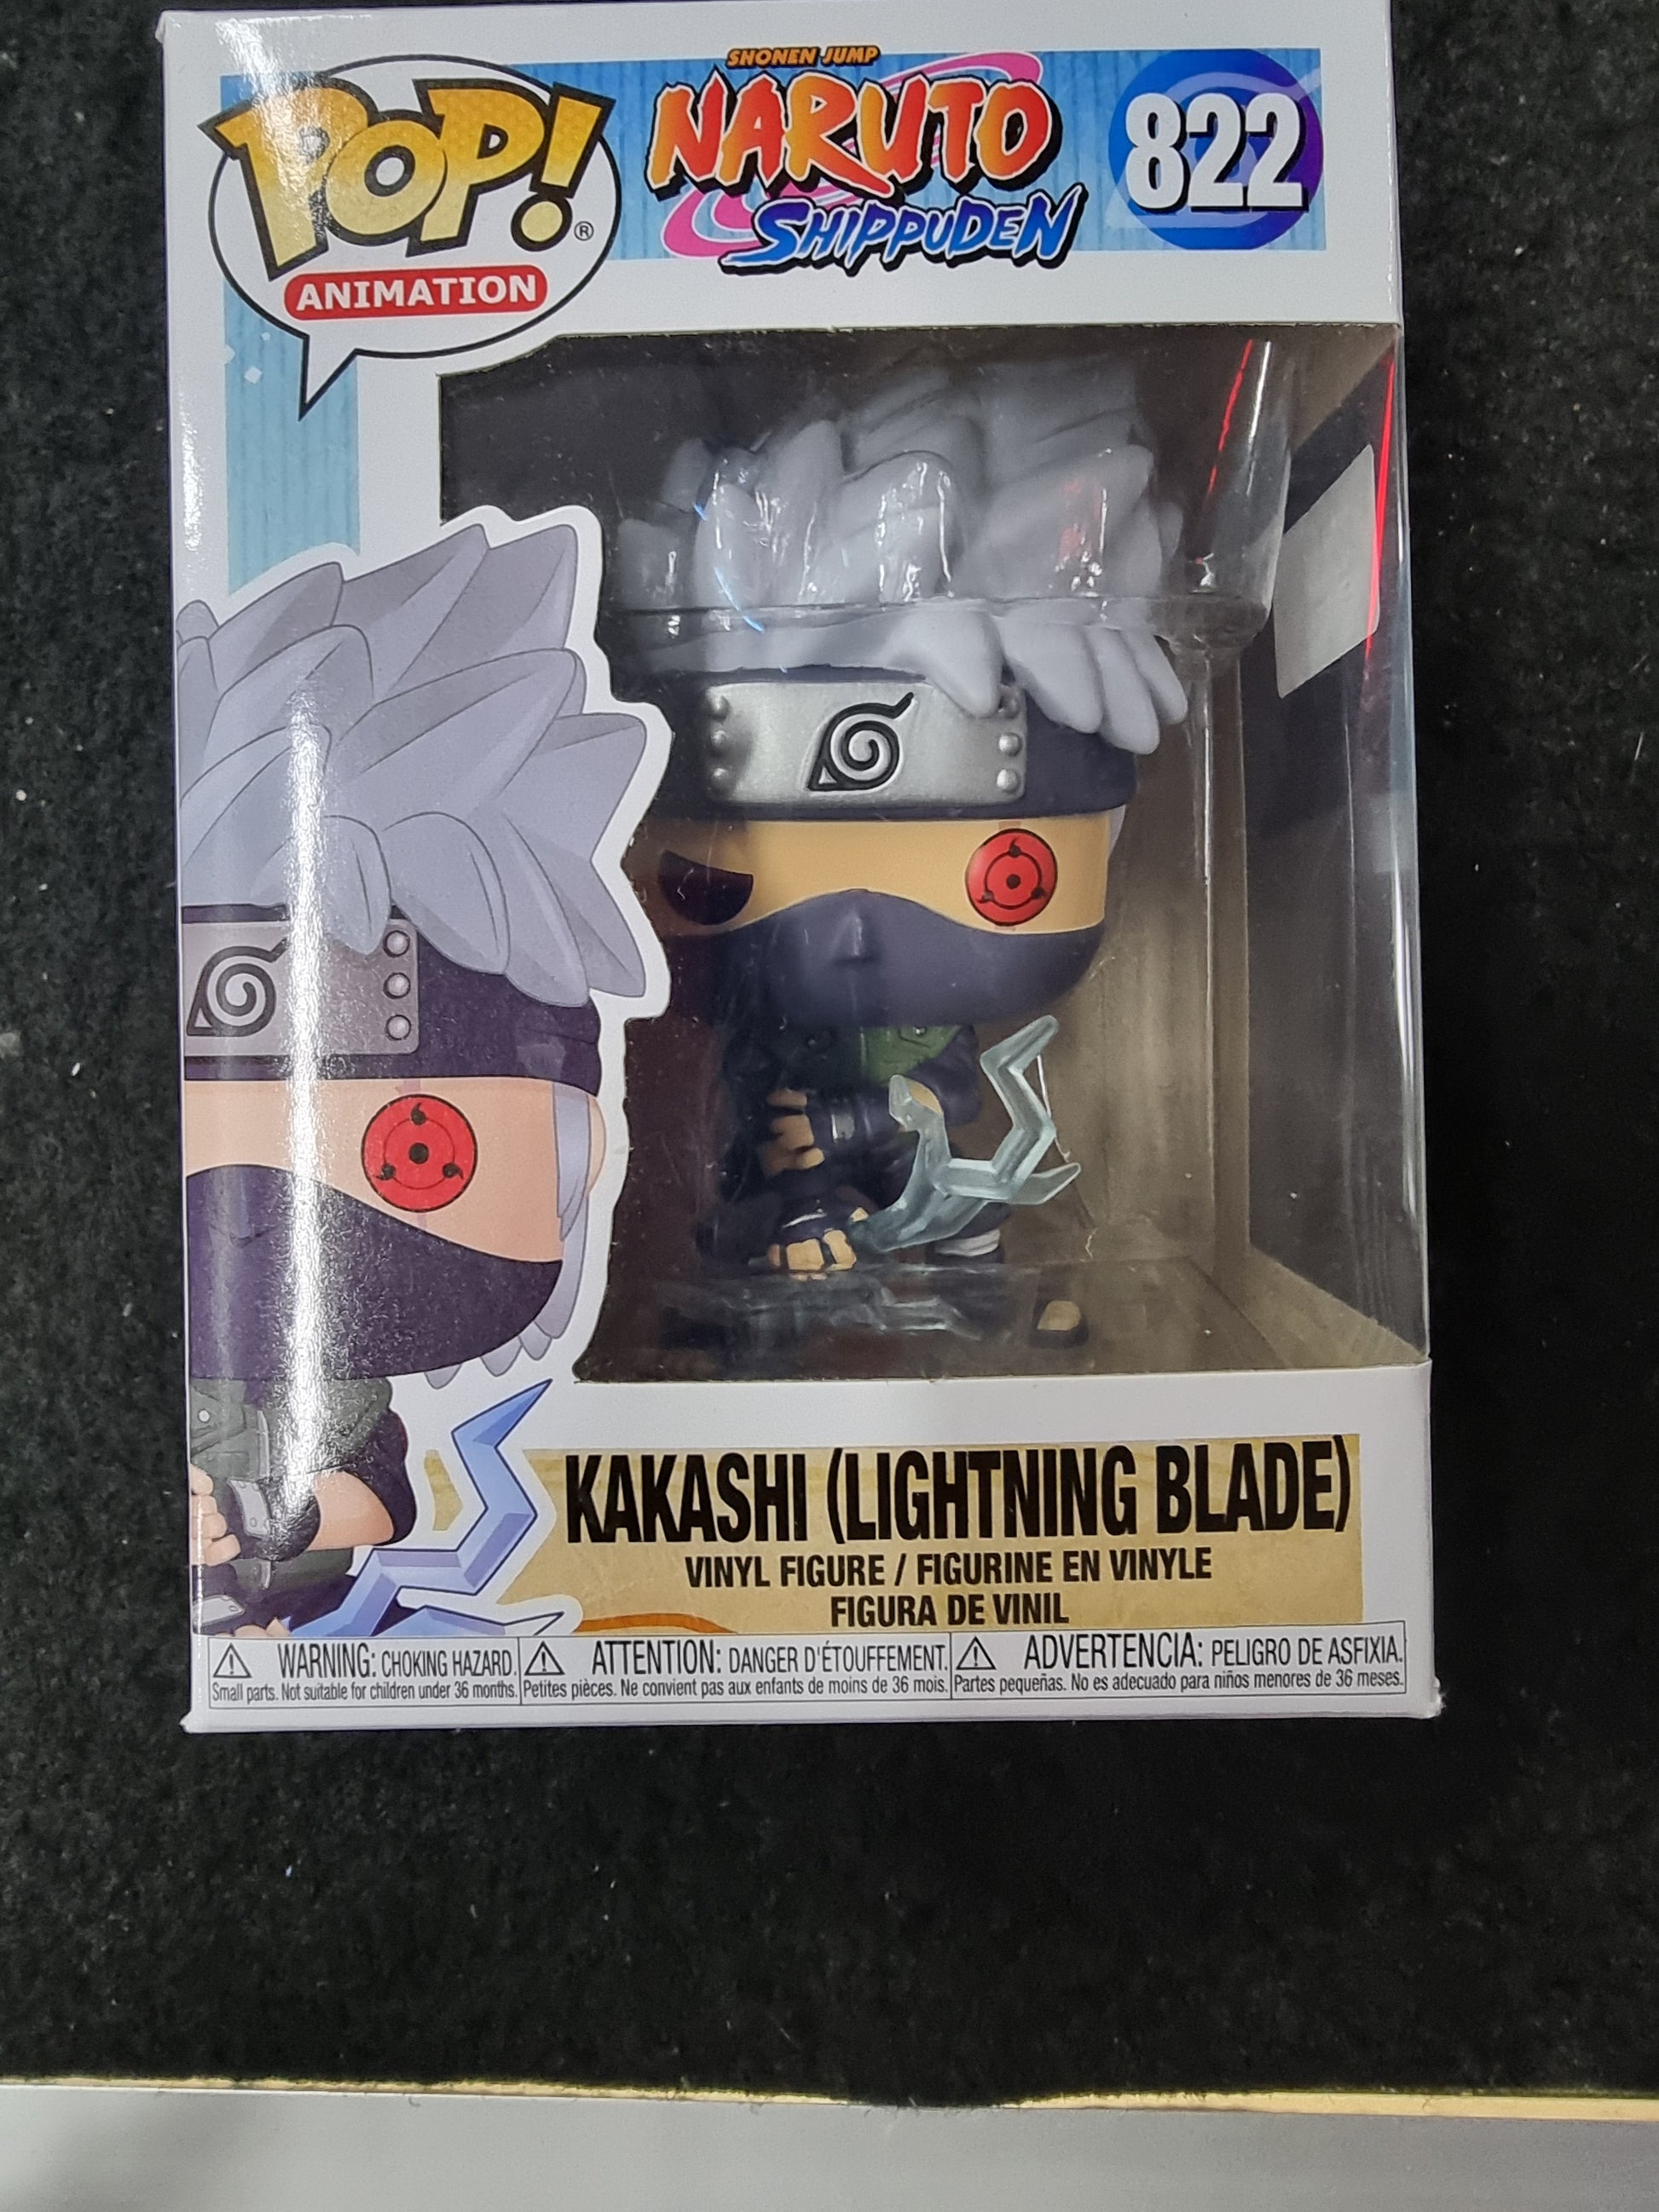 POP!®
ANIMATION
SHONEN JUMP
NARUTO
SHIPPUDEN
822
KAKASHI (LIGHTNING BLADE)
VINYL FIGURE / FIGURINE EN VINYLE
FIGURA DE VINIL
WARNING: CHOKING HAZARD.
Small parts. Not suitable for children under 36 months.
ATTENTION: DANGER D'ÉTOUFFEMENT.
Petites pièces. Ne convient pas aux enfants de moins de 36 mois.
ADVERTENCIA: PELIGRO DE ASFIXIA.
Partes pequeñas. No es adecuado para niños menores de 36 meses.